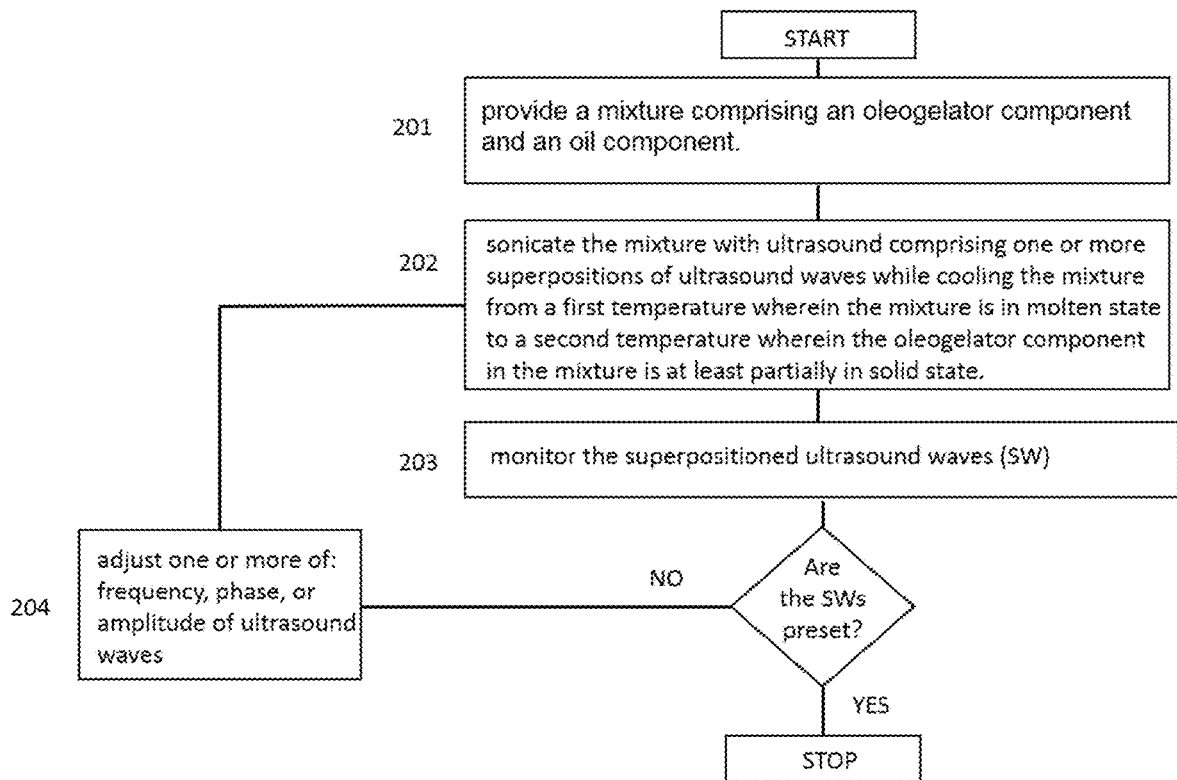 START
201
provide a mixture comprising an oleogelator component
and an oil component.
202
sonicate the mixture with ultrasound comprising one or more
superpositions of ultrasound waves while cooling the mixture
from a first temperature wherein the mixture is in molten state
to a second temperature wherein the oleogelator component
in the mixture is at least partially in solid state.
203
monitor the superpositioned ultrasound waves (SW)
204
adjust one or more of:
frequency, phase, or
amplitude of ultrasound
waves
NO
Are
the SWs
preset?
YES
STOP